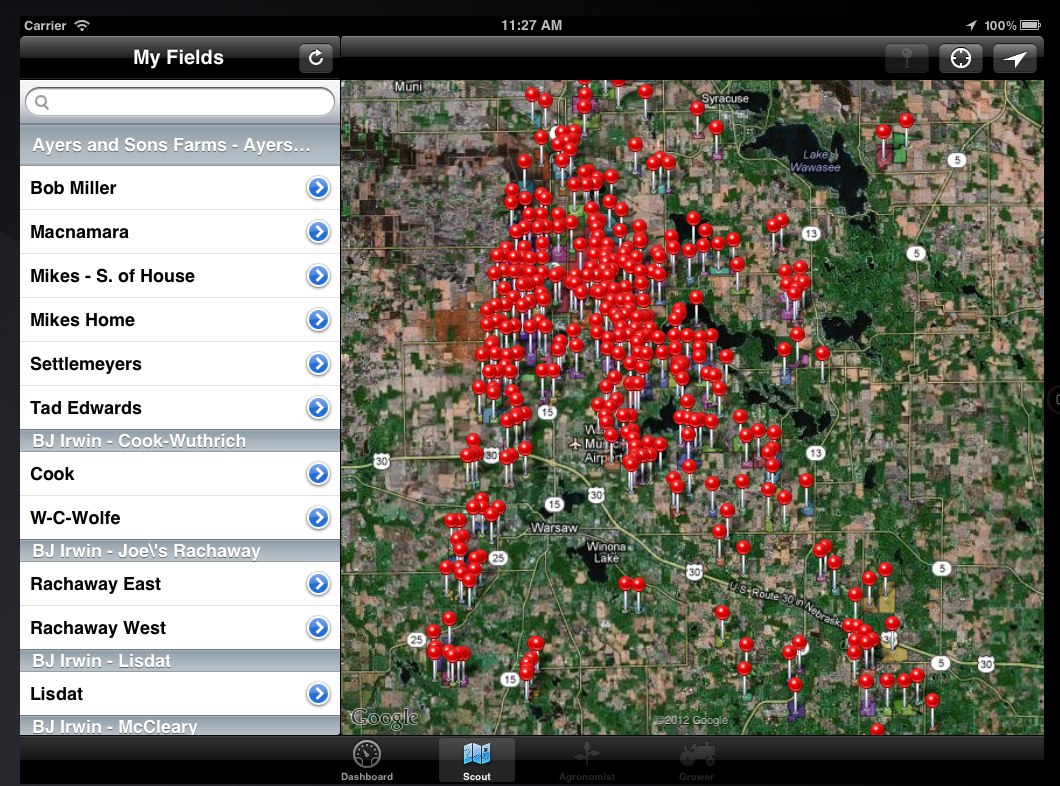 Carrier
11:27 AM
100%
My Fields
Ayers and Sons Farms - Ayers...
Bob Miller
Macnamara
Mikes - S. of House
Mikes Home
Settlemeyers
Tad Edwards
BJ Irwin - Cook-Wuthrich
Cook
W-C-Wolfe
BJ Irwin - Joe\'s Rachaway
Rachaway East
Rachaway West
BJ Irwin - Lisdat
Lisdat
BJ Irwin - McCleary
Muni
Syracuse
Lake
Wawasee
5
13
5
15
30
30
13
Airport
15
30
Warsaw
Winona
Lake
25
30
5
U.S. Route 30 in Nebraska
25
5
30
15
Google
©2012 Google
Dashboard
Scout
Agronomist
Grower